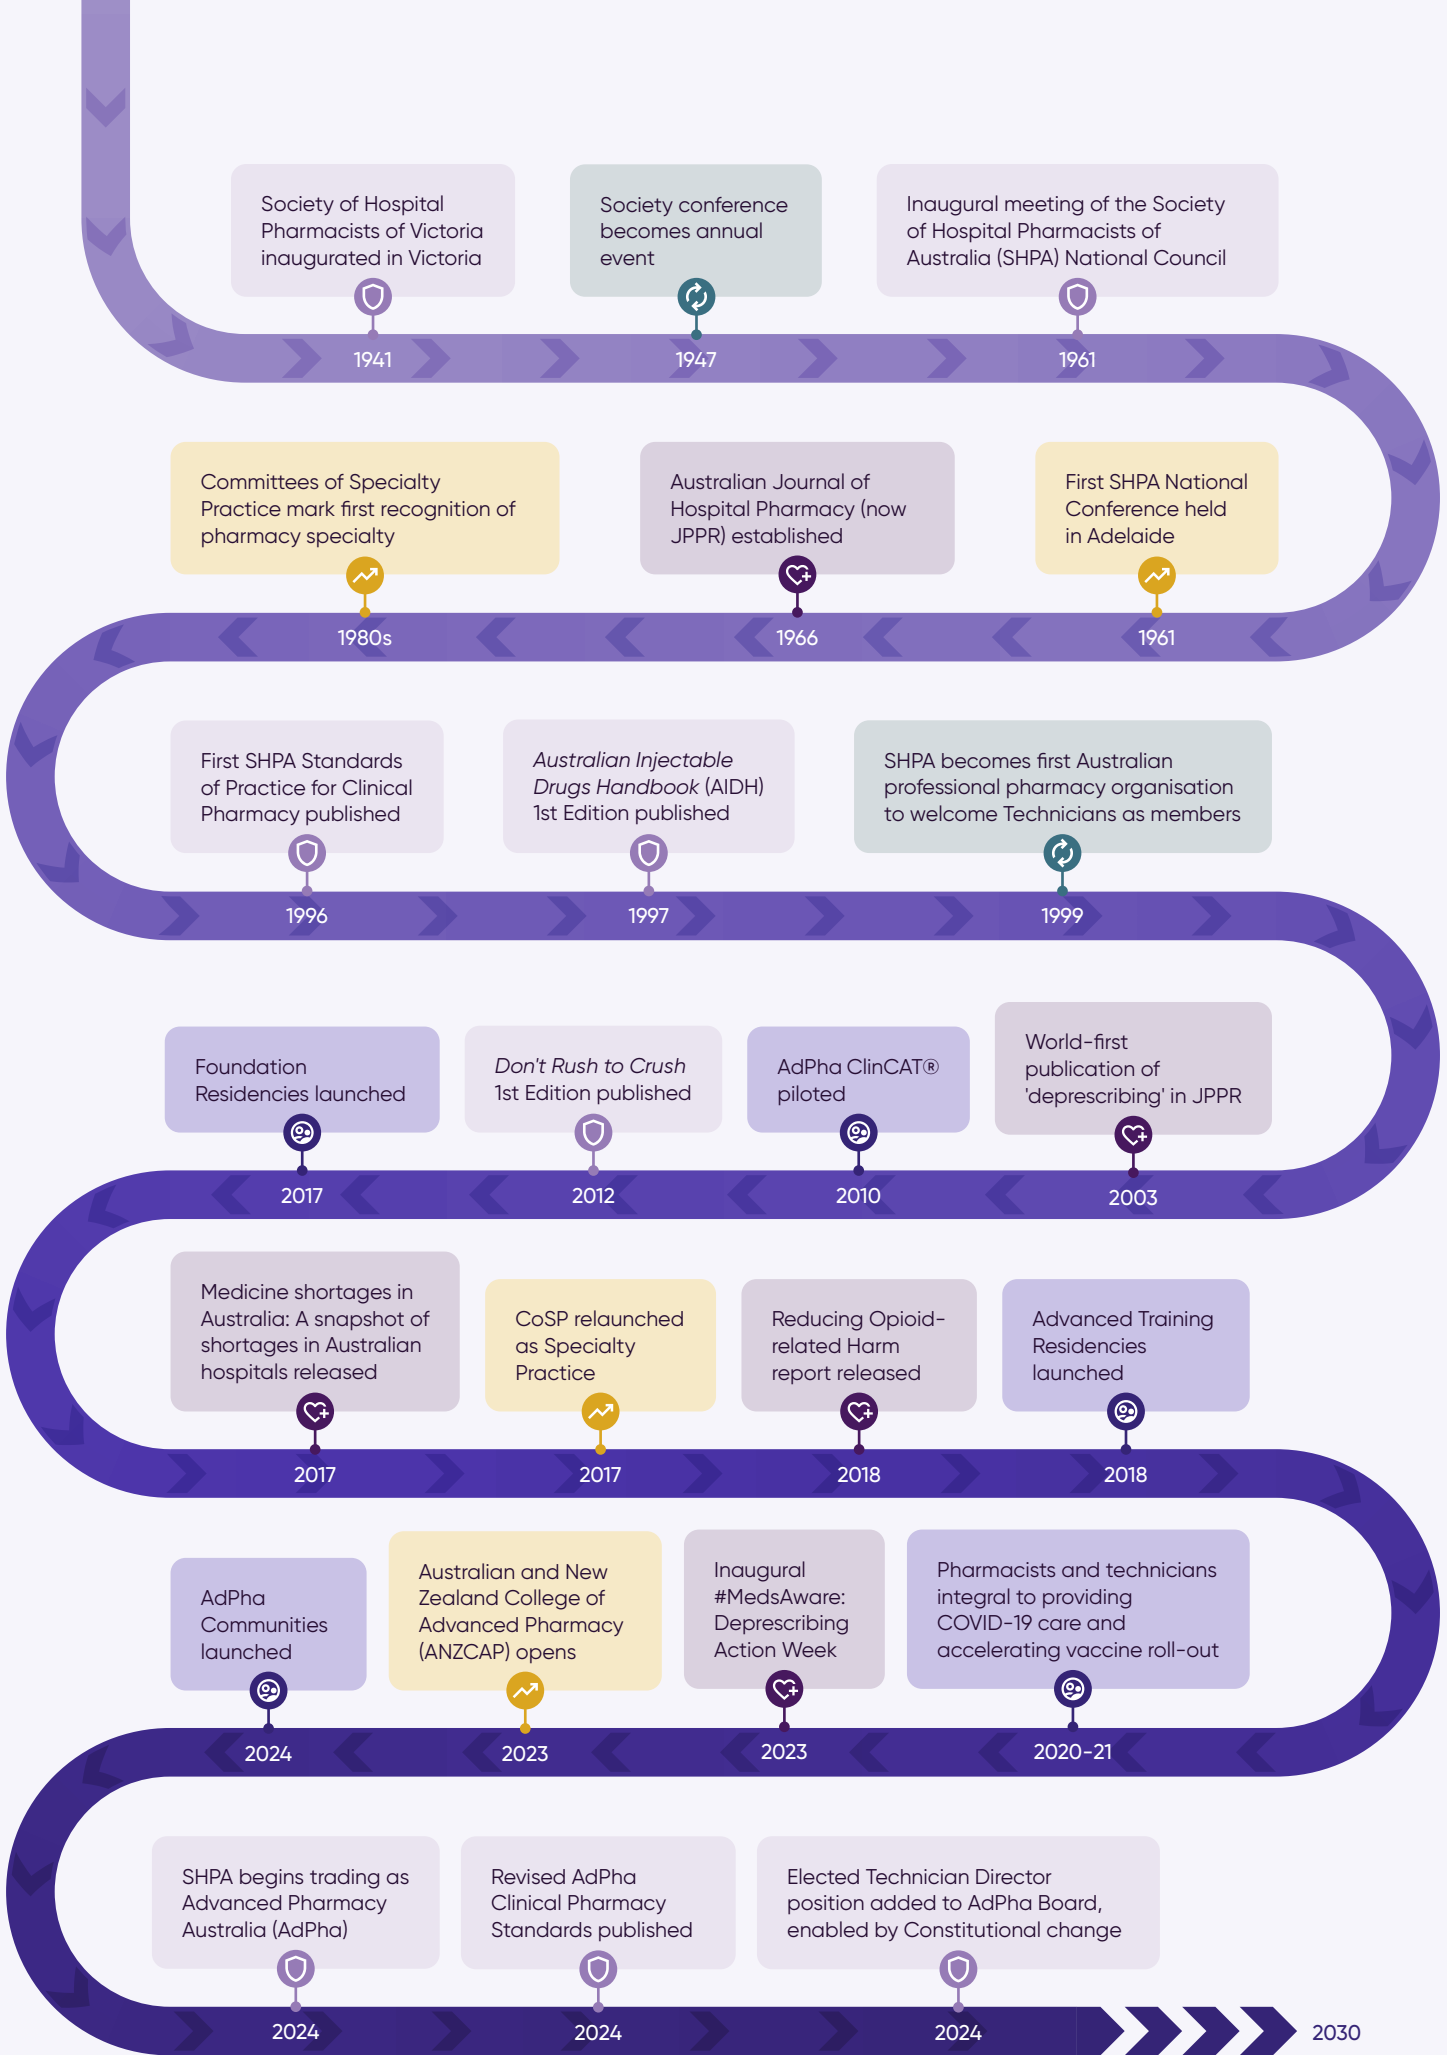 Society of Hospital
Pharmacists of Victoria
inaugurated in Victoria
1941
Society conference
becomes annual
event
1947
Inaugural meeting of the Society
of Hospital Pharmacists of
Australia (SHPA) National Council
1961
First SHPA National
Conference held
in Adelaide
1961
Australian Journal of
Hospital Pharmacy (now
JPPR) established
1966
Committees of Specialty
Practice mark first recognition of
pharmacy specialty
1980s
First SHPA Standards
of Practice for Clinical
Pharmacy published
1996
Australian Injectable
Drugs Handbook (AIDH)
1st Edition published
1997
SHPA becomes first Australian
professional pharmacy organisation
to welcome Technicians as members
1999
World-first
publication of
'deprescribing' in JPPR
2003
AdPha ClinCAT®
piloted
2010
Don't Rush to Crush
1st Edition published
2012
Foundation
Residencies launched
2017
Medicine shortages in
Australia: A snapshot of
shortages in Australian
hospitals released
2017
CoSP relaunched
as Specialty
Practice
2017
Reducing Opioid-
related Harm
report released
2018
Advanced Training
Residencies
launched
2018
Pharmacists and technicians
integral to providing
COVID-19 care and
accelerating vaccine roll-out
2020-21
Inaugural
#MedsAware:
Deprescribing
Action Week
2023
Australian and New
Zealand College of
Advanced Pharmacy
(ANZCAP) opens
2023
AdPha
Communities
launched
2024
SHPA begins trading as
Advanced Pharmacy
Australia (AdPha)
2024
Revised AdPha
Clinical Pharmacy
Standards published
2024
Elected Technician Director
position added to AdPha Board,
enabled by Constitutional change
2024
2030